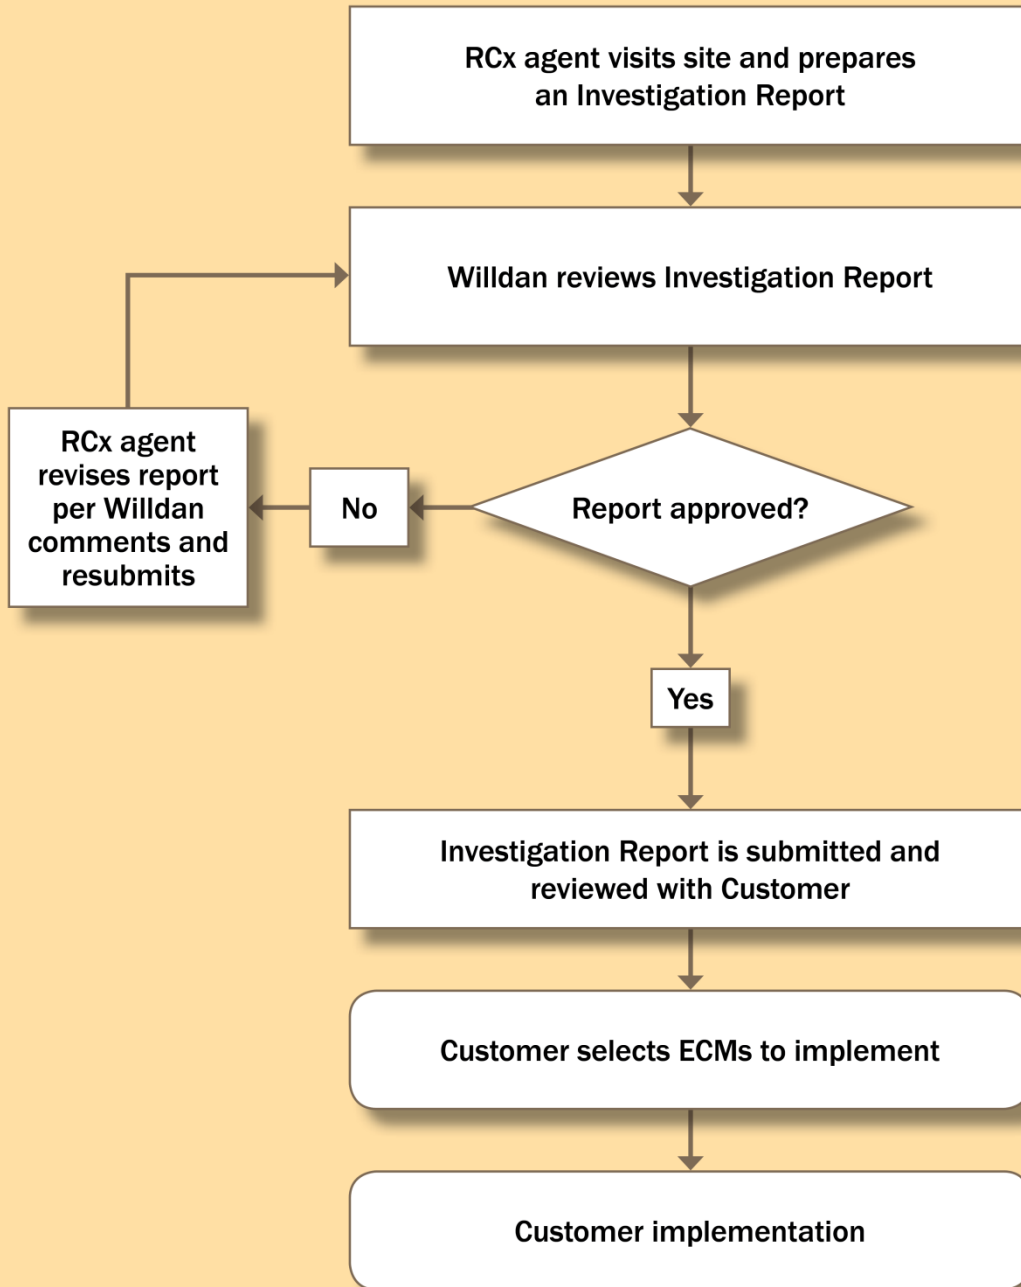 RCx agent visits site and prepares
an Investigation Report
Willdan reviews Investigation Report
RCx agent
revises report
per Willdan
comments and
resubmits
No
Report approved?
Yes
Investigation Report is submitted and
reviewed with Customer
Customer selects ECMs to implement
Customer implementation